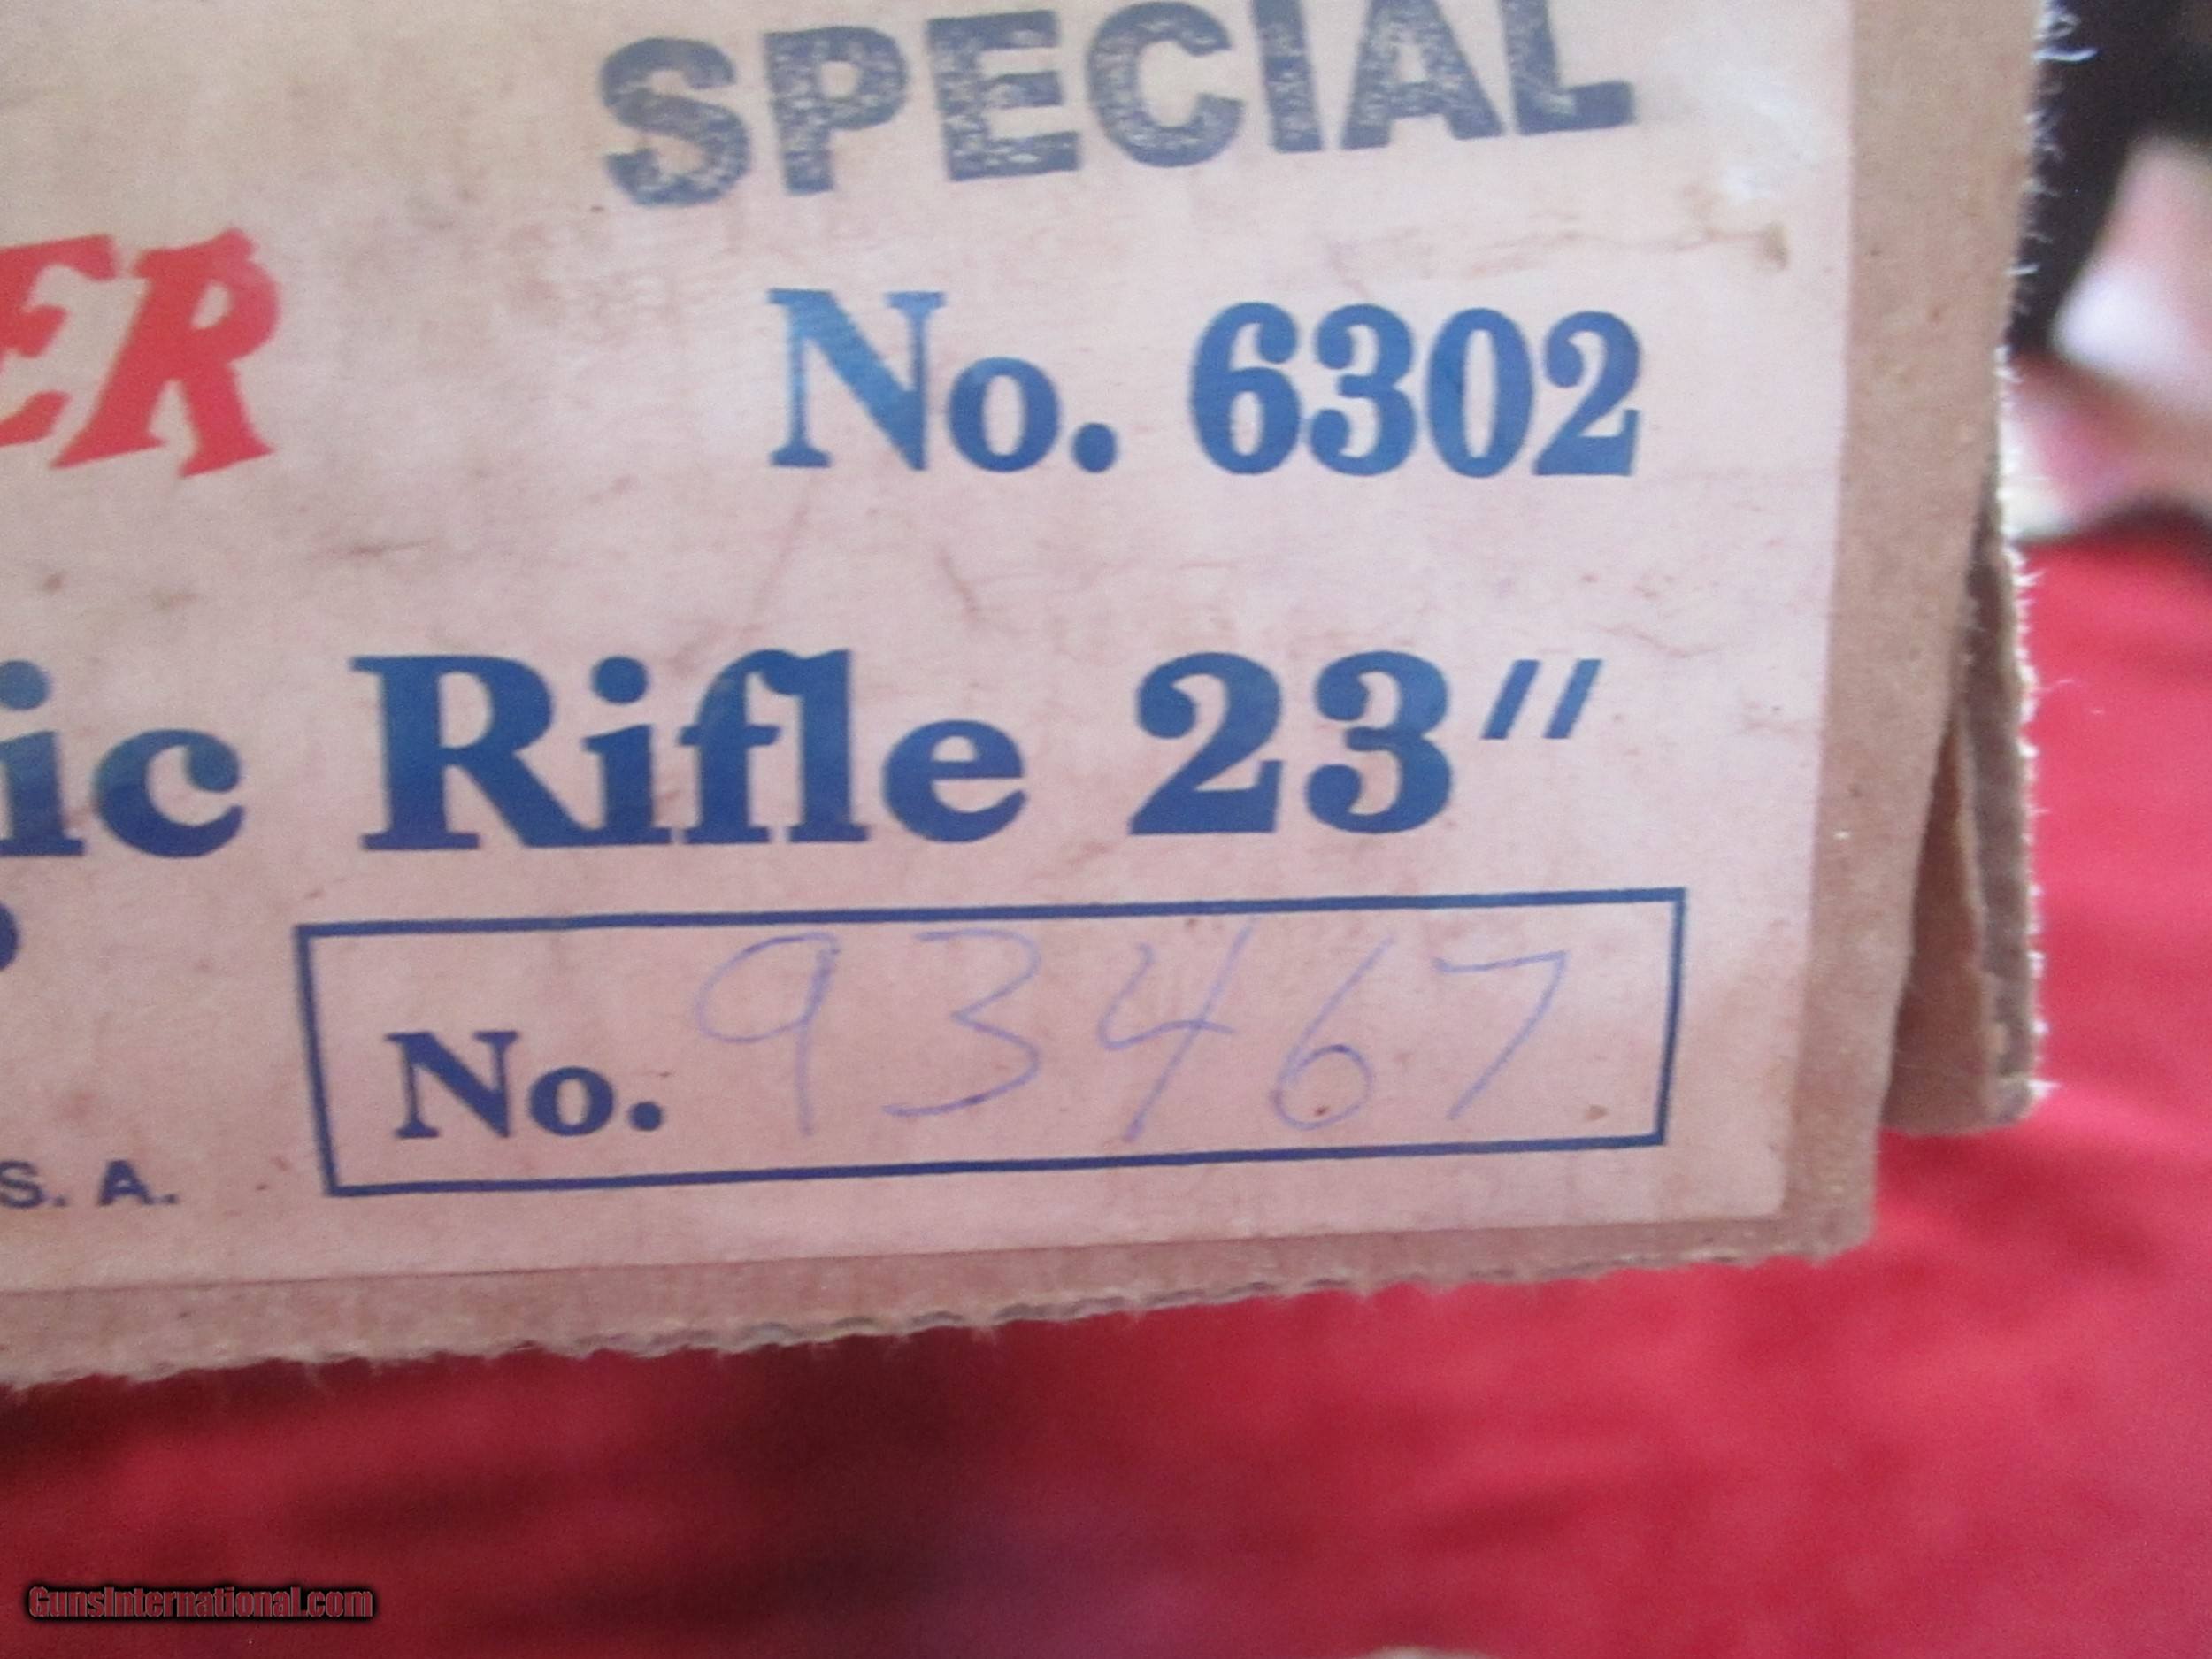 SPECIAL
ER
No. 6302
ic Rifle 23"
No. 93467
S. A.
GunsInternational.com